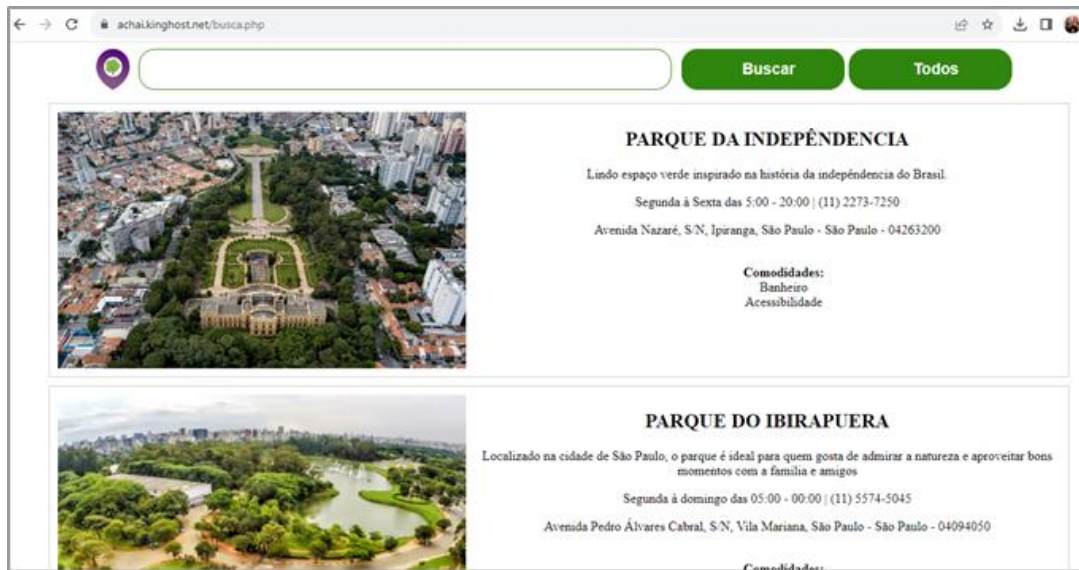 achai.kinghost.net/busca.php
Buscar
Todos
PARQUE DA INDEPÊNDENCIA
Lindo espaço verde inspirado na história da indepêndencia do Brasil.
Segunda à Sexta das 5:00 - 20:00 | (11) 2273-7250
Avenida Nazaré, S/N, Ipiranga, São Paulo - São Paulo - 04263200
Comodidades:
Banheiro
Acessibilidade
PARQUE DO IBIRAPUERA
Localizado na cidade de São Paulo, o parque é ideal para quem gosta de admirar a natureza e aproveitar bons
momentos com a familia e amigos
Segunda à domingo das 05:00 - 00:00 | (11) 5574-5045
Avenida Pedro Álvares Cabral, S/N, Vila Mariana, São Paulo - São Paulo - 04094050
Comodidades: